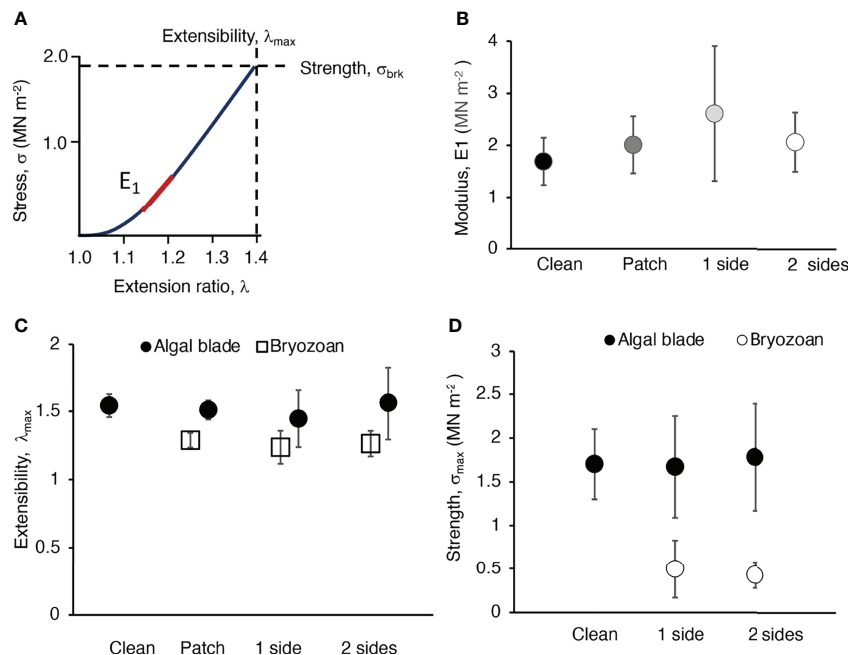 A
Extensibility, λmax
2.0
Strength, σbrk
1.0
E1
Stress, σ (MN m-2)
1.0 1.1 1.2 1.3 1.4
Extension ratio, λ
B
4
3
2
1
0
Modulus, E1 (MN m-2)
Clean Patch 1 side 2 sides
C
Algal blade Bryozoan
2
1.5
1
0.5
0
Extensibility, λmax
Clean Patch 1 side 2 sides
D
Algal blade Bryozoan
3
2.5
2
1.5
1
0.5
0
Strength, σmax (MN m-2)
Clean 1 side 2 sides